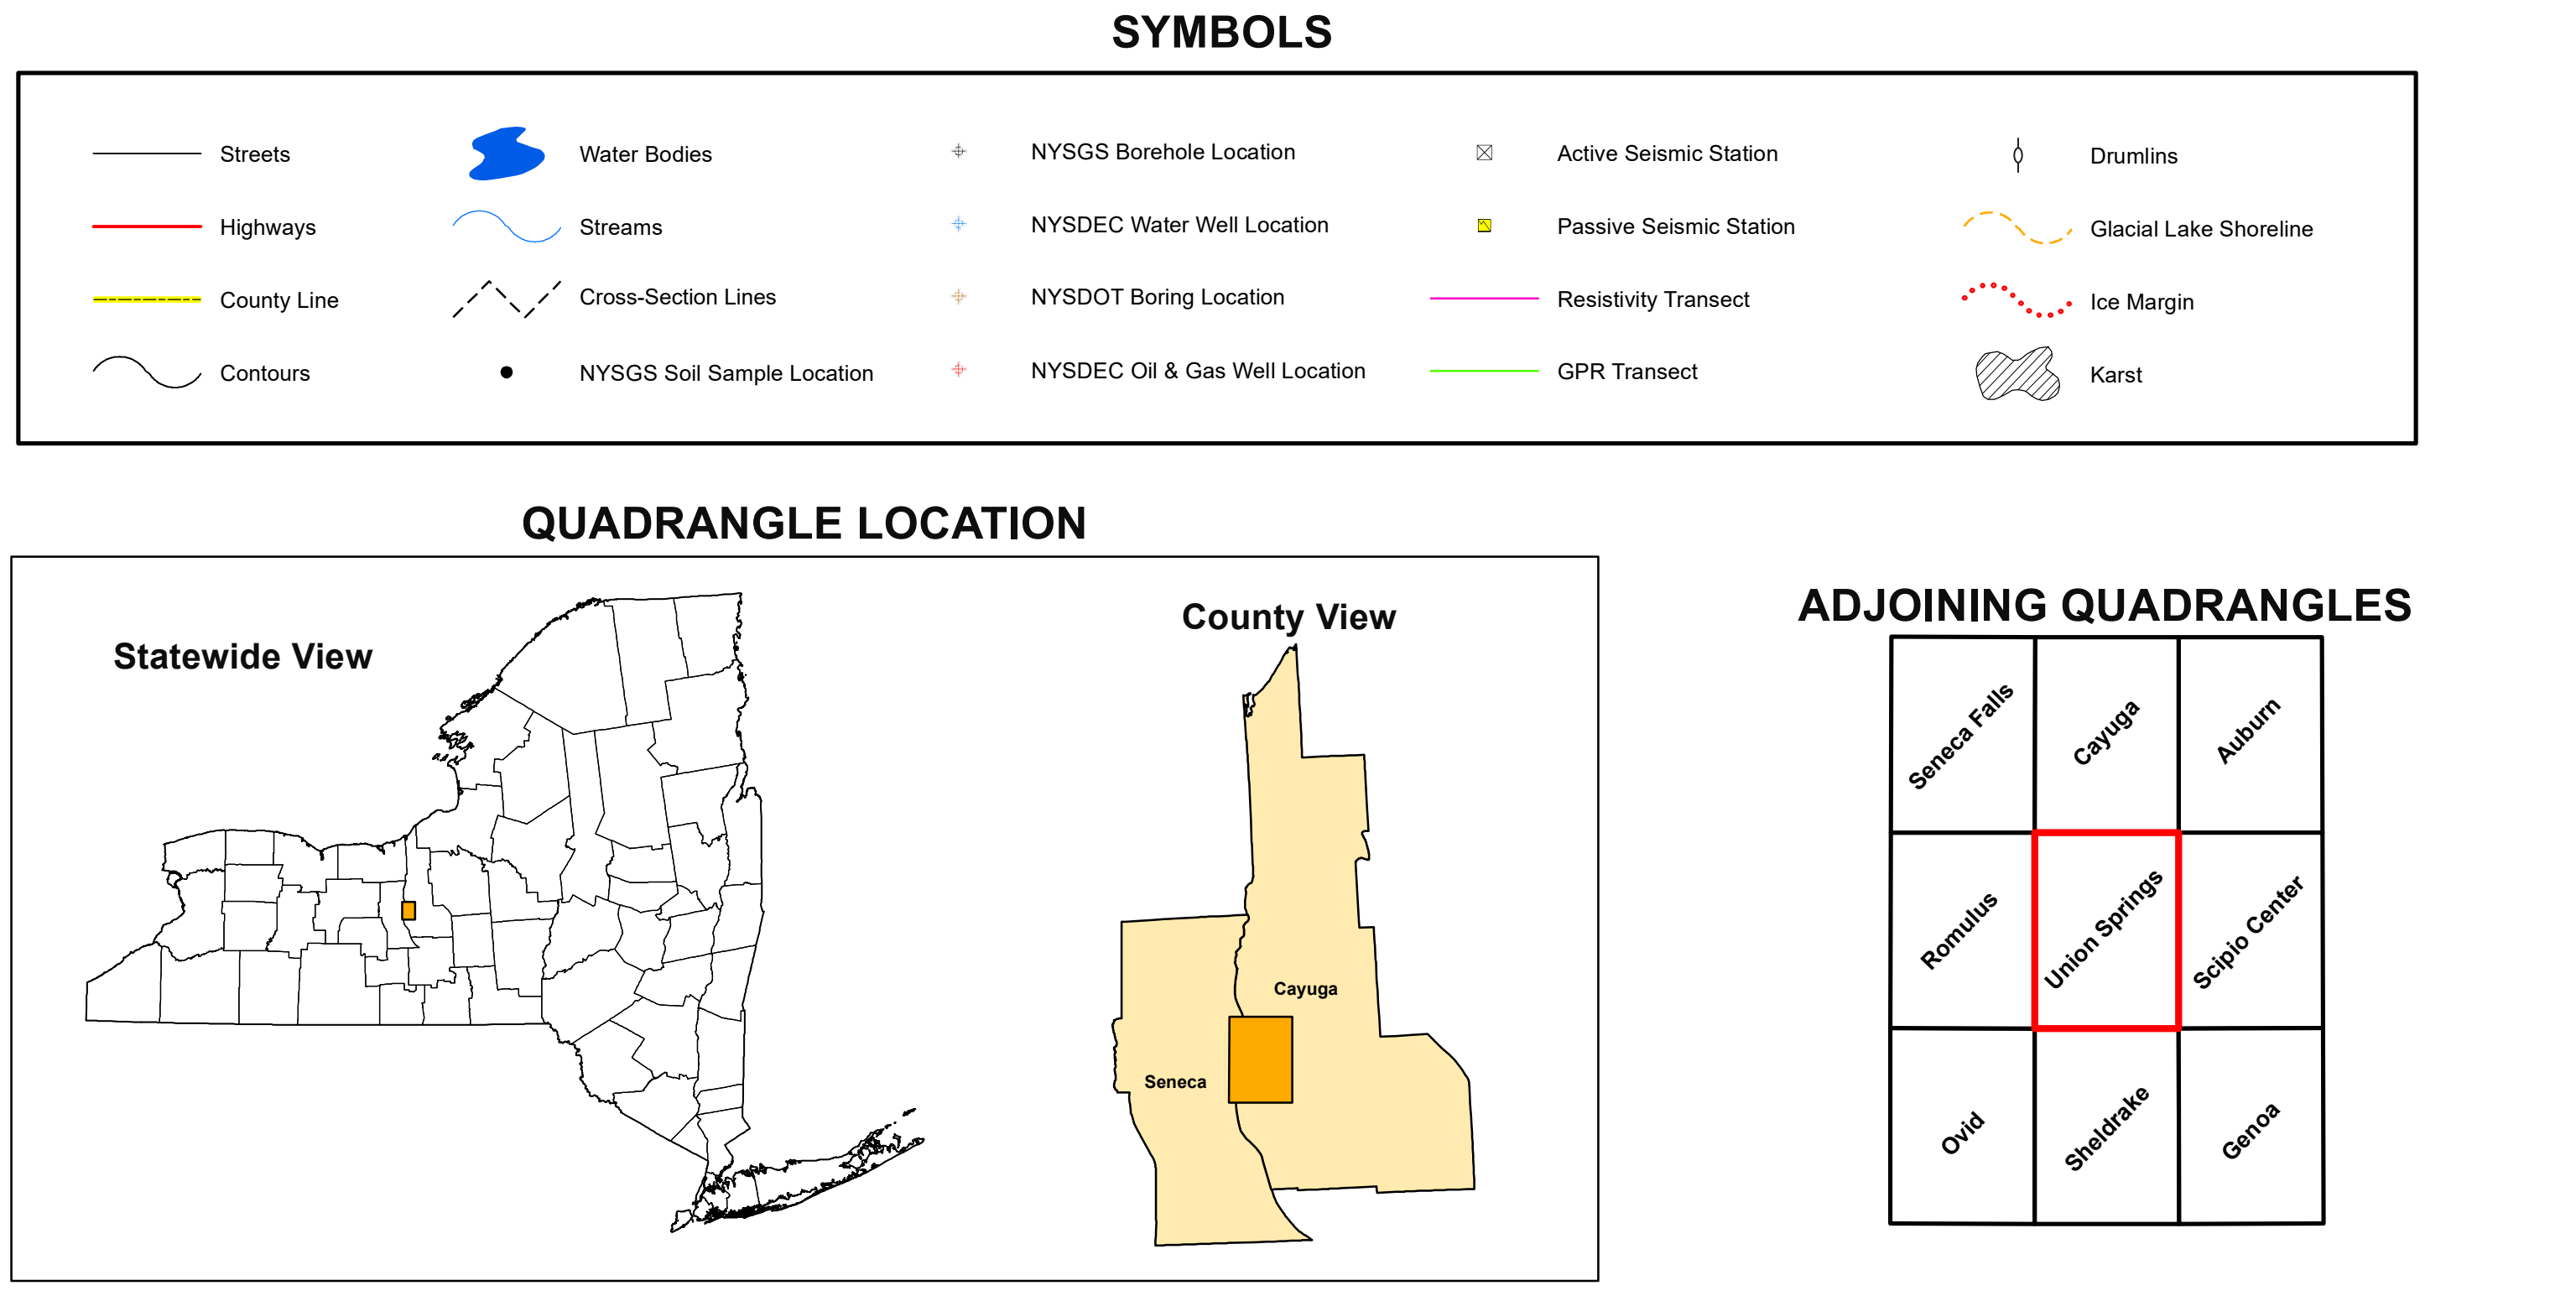 SYMBOLS
Streets
Highways
County Line
Contours
Water Bodies
Streams
Cross-Section Lines
NYSGS Soil Sample Location
NYSGS Borehole Location
NYSDEC Water Well Location
NYSDOT Boring Location
NYSDEC Oil & Gas Well Location
Active Seismic Station
Passive Seismic Station
Resistivity Transect
GPR Transect
Drumlins
Glacial Lake Shoreline
Ice Margin
Karst
QUADRANGLE LOCATION
Statewide View
County View
Cayuga
Seneca
ADJOINING QUADRANGLES
Seneca Falls
Cayuga
Auburn
Romulus
Union Springs
Scipio Center
Ovid
Sheldrake
Genoa